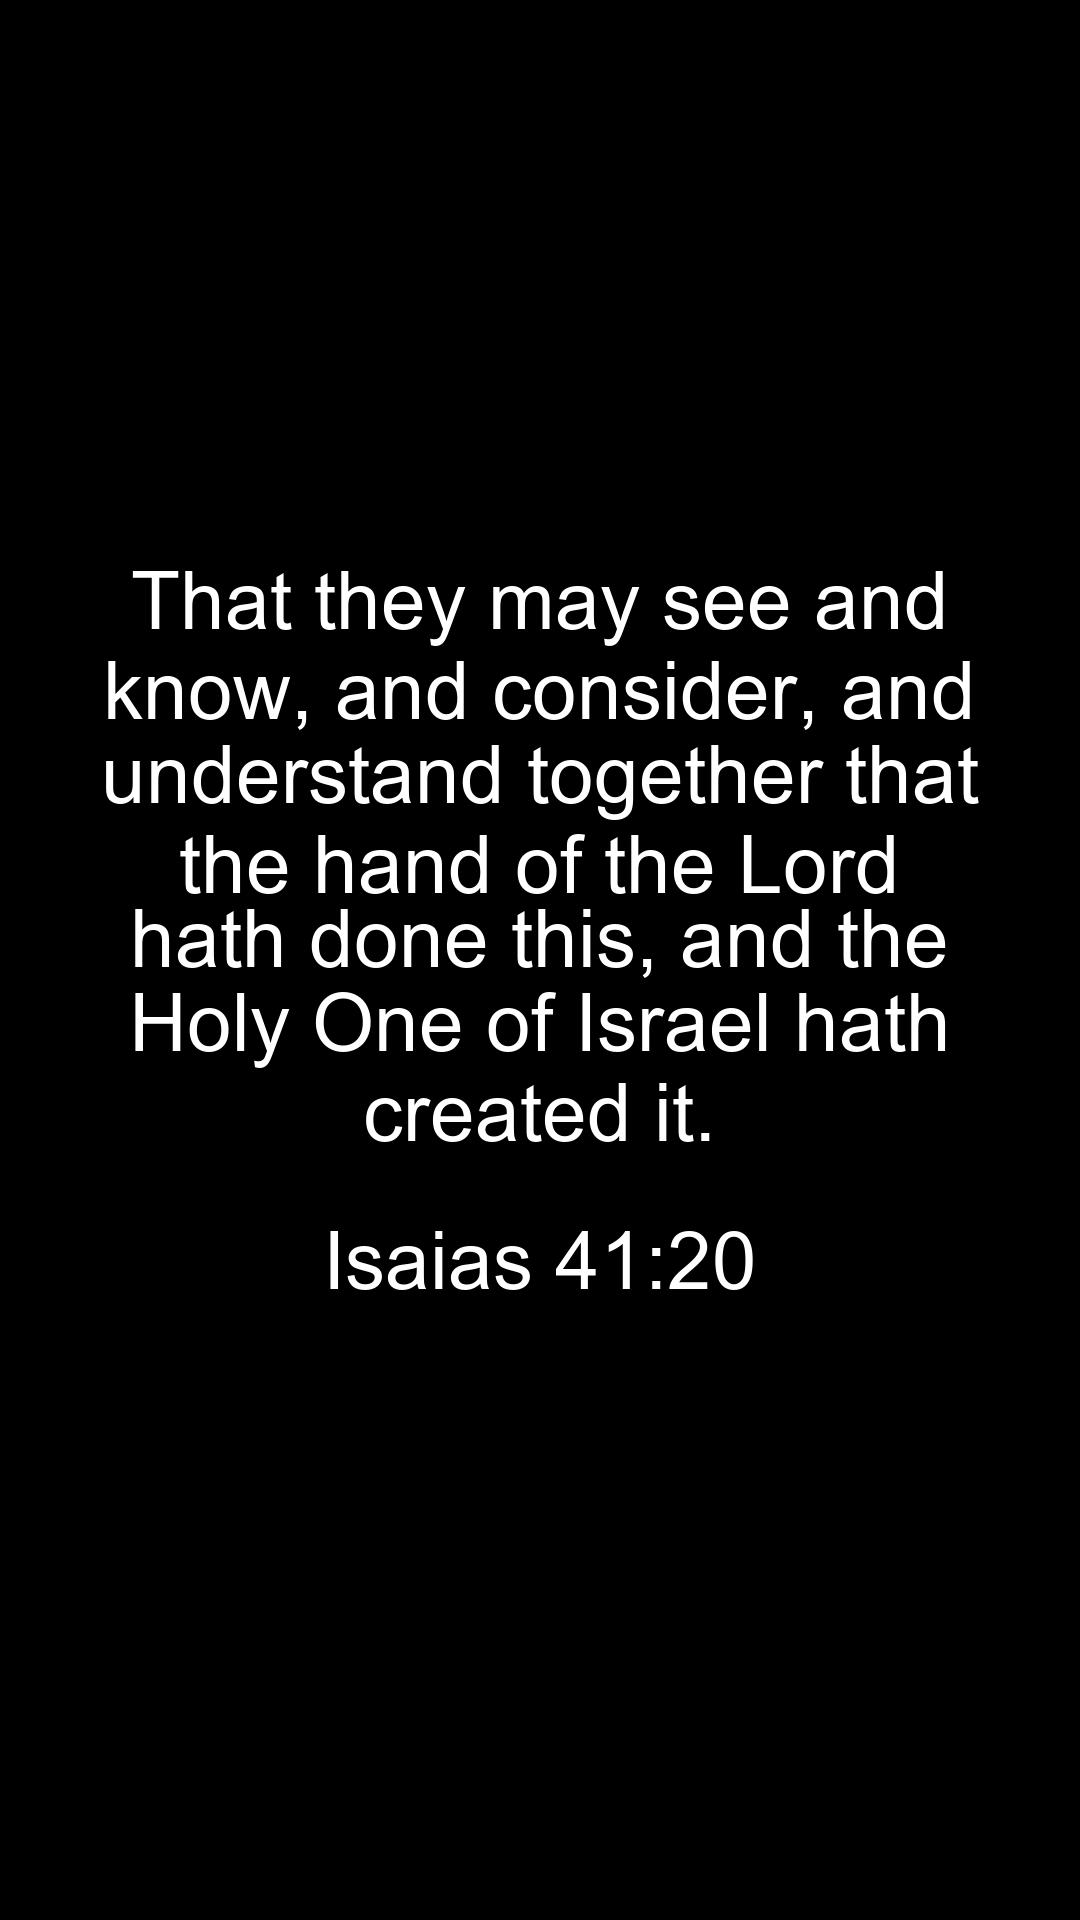 That they may see and
know, and consider, and
understand together that
the hand of the Lord
hath done this, and the
Holy One of Israel hath
created it.
Isaias 41:20